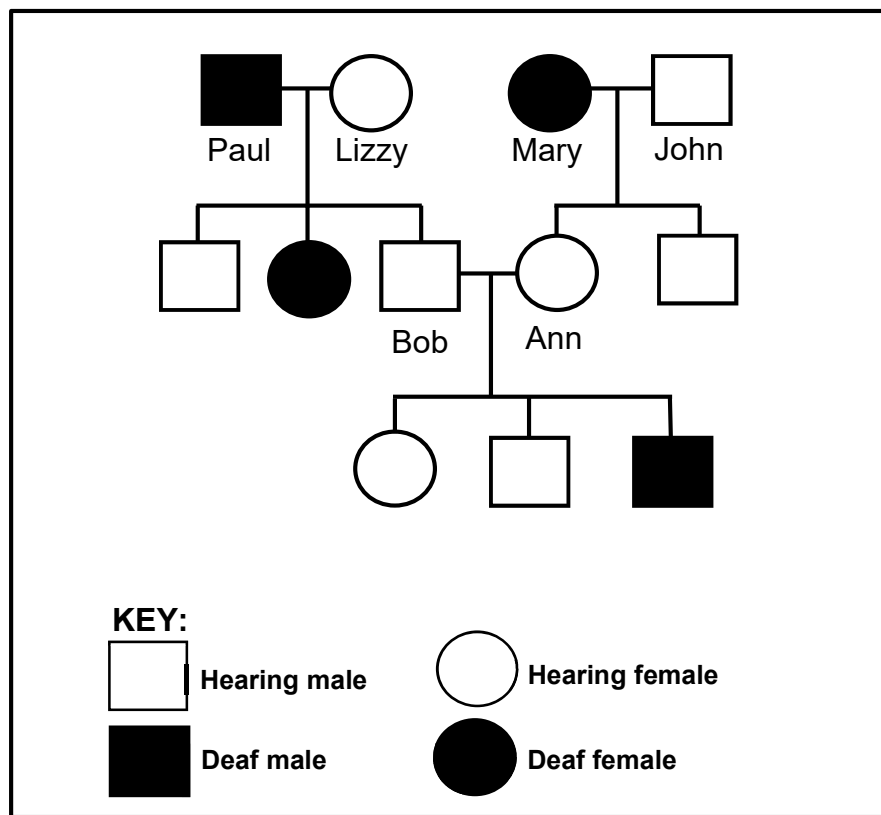 Paul Lizzy Mary John
Bob Ann
KEY:
Hearing male Hearing female
Deaf male Deaf female